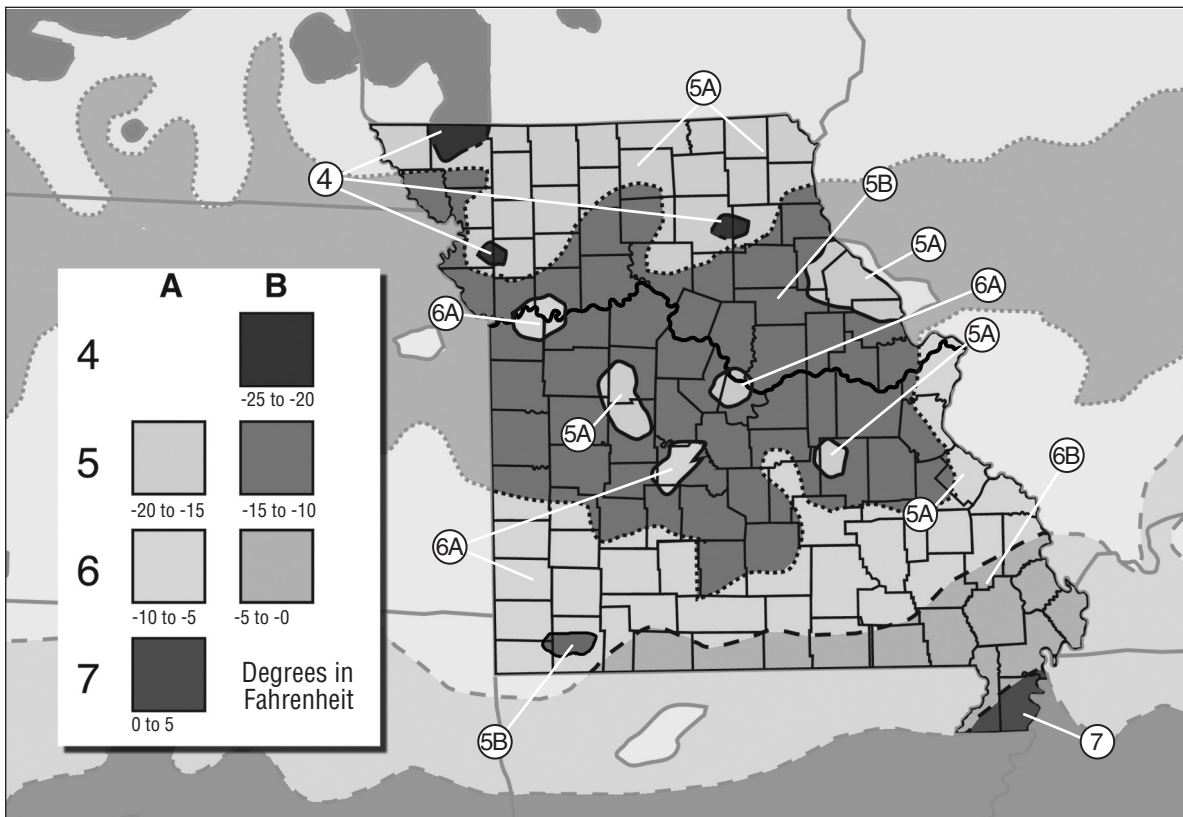 5A
4
5B
5A
6A
6A
5A
5A
6B
5A
6A
5B
7
A B
4
-25 to -20
5
-20 to -15 -15 to -10
6
-10 to -5 -5 to -0
7
Degrees in
Fahrenheit
0 to 5